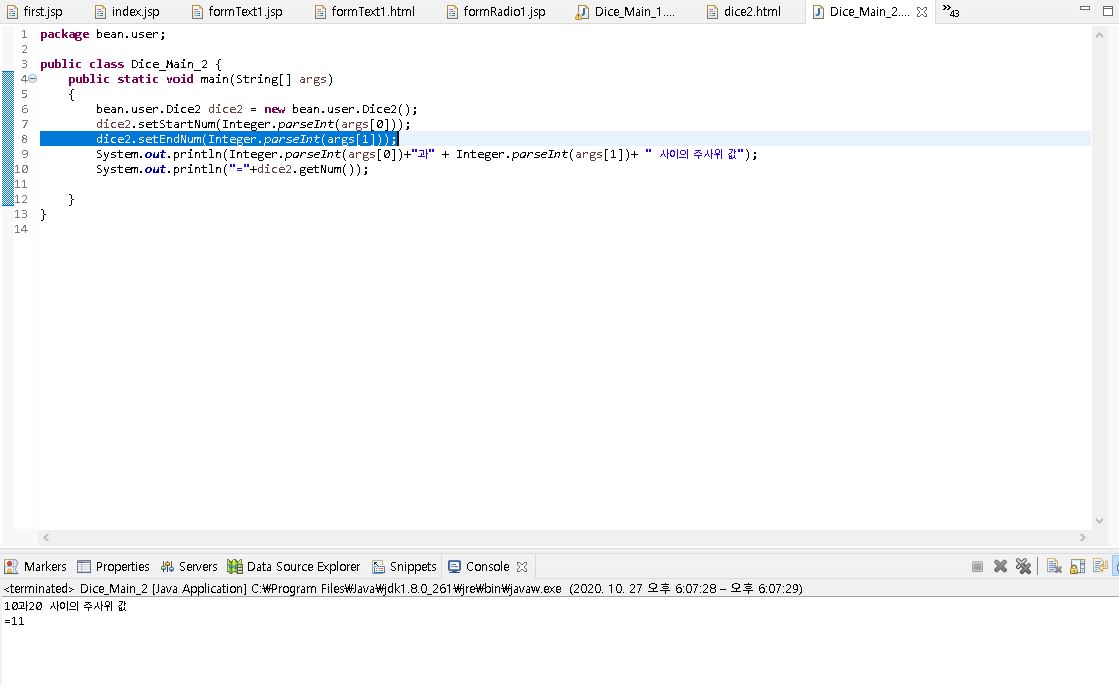 first.jsp index.jsp formText1.jsp formText1.html formRadio1.jsp Dice_Main_1.... dice2.html Dice_Main_2.... »43
1 package bean.user;
2
3 public class Dice_Main_2 {
4 public static void main(String[] args)
5 {
6 bean.user.Dice2 dice2 = new bean.user.Dice2();
7 dice2.setStartNum(Integer.parseInt(args[0]));
8 dice2.setEndNum(Integer.parseInt(args[1]));
9 System.out.println(Integer.parseInt(args[0])+"과" + Integer.parseInt(args[1])+ " 사이의 주사위 값");
10 System.out.println("="+dice2.getNum());
11
12 }
13 }
14
Markers Properties Servers Data Source Explorer Snippets Console
<terminated> Dice_Main_2 [Java Application] C:₩Program Files₩Java₩jdk1.8.0_261₩jre₩bin₩javaw.exe (2020. 10. 27 오후 6:07:28 – 오후 6:07:29)
10과20 사이의 주사위 값
=11